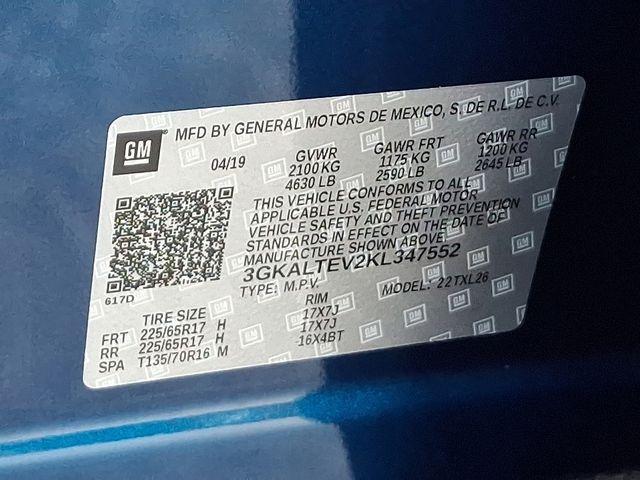 GM
MFD BY GENERAL MOTORS DE MEXICO, S. DE R.L. DE C.V.
04/19 GVWR GAWR FRT GAWR RR
2100 KG 1175 KG 1200 KG
4630 LB 2590 LB 2645 LB
THIS VEHICLE CONFORMS TO ALL
APPLICABLE U.S. FEDERAL MOTOR
VEHICLE SAFETY AND THEFT PREVENTION
STANDARDS IN EFFECT ON THE DATE OF
MANUFACTURE SHOWN ABOVE
3GKALTEV2KL347552
617D TYPE: M.P.V. MODEL: 22TXL26
TIRE SIZE RIM
FRT 225/65R17 H 17X7J
RR 225/65R17 H 17X7J
SPA T135/70R16 M 16X4BT